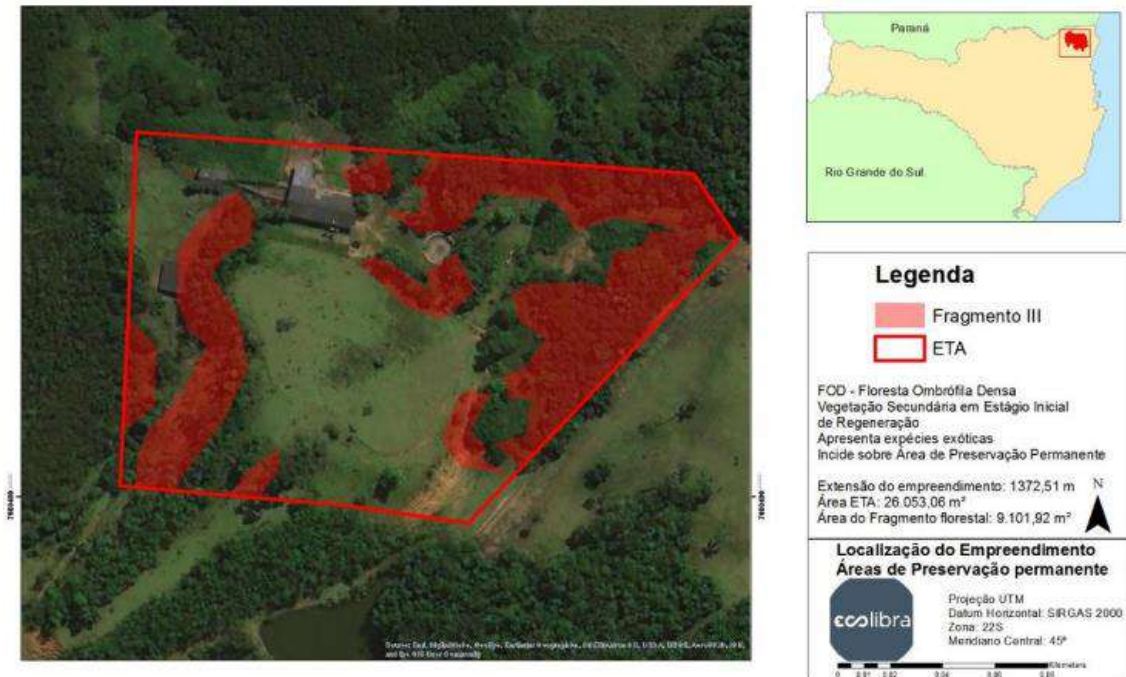 Paraná
Rio Grande do Sul
Legenda
Fragmento III
ETA
FOD - Floresta Ombrófila Densa
Vegetação Secundária em Estágio Inicial
de Regeneração
Apresenta expécies exóticas
Incide sobre Área de Preservação Permanente
Extensão do empreendimento: 1372,51 m
N
Área ETA: 26.053,06 m²
Área do Fragmento florestal: 9.101,92 m²
Localização do Empreendimento
Áreas de Preservação permanente
ecolibra
Projeção UTM
Datum Horizontal: SIRGAS 2000
Zona: 22S
Meridiano Central: 45º